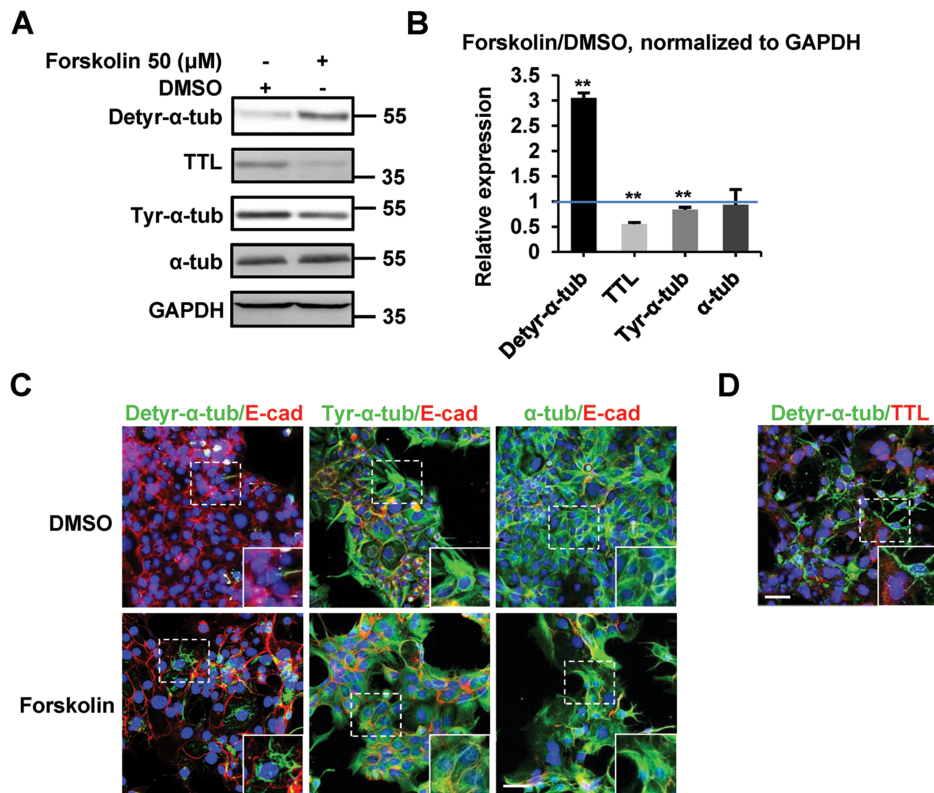 A
Forskolin 50 (μM) - +
DMSO + -
Detyr-α-tub 55
TTL 35
Tyr-α-tub 55
α-tub 55
GAPDH 35
B
Forskolin/DMSO, normalized to GAPDH
Relative expression
3.5
3
2.5
2
1.5
1
0.5
0
** ** **
Detyr-α-tub
TTL
Tyr-α-tub
α-tub
C
Detyr-α-tub/E-cad Tyr-α-tub/E-cad α-tub/E-cad
DMSO
Forskolin
D
Detyr-α-tub/TTL